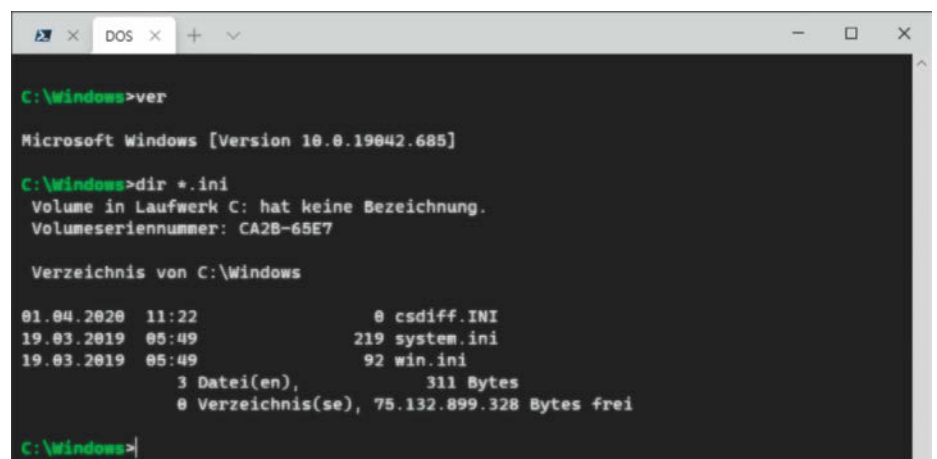 DOS
C:\Windows>ver
Microsoft Windows [Version 10.0.19042.685]
C:\Windows>dir *.ini
Volume in Laufwerk C: hat keine Bezeichnung.
Volumeseriennummer: CA2B-65E7
Verzeichnis von C:\Windows
01.04.2020 11:22 0 csdiff.INI
19.03.2019 05:49 219 system.ini
19.03.2019 05:49 92 win.ini
3 Datei(en), 311 Bytes
0 Verzeichnis(se), 75.132.899.328 Bytes frei
C:\Windows>